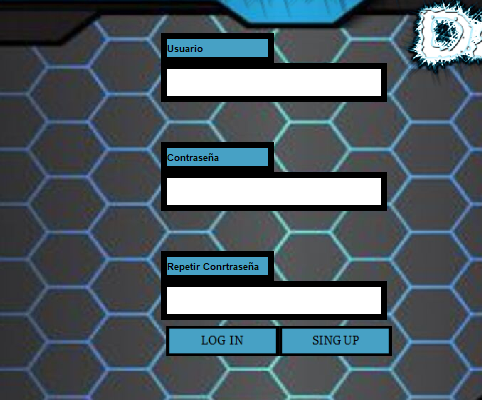 Usuario
Contraseña
Repetir Conrtraseña
LOG IN
SING UP